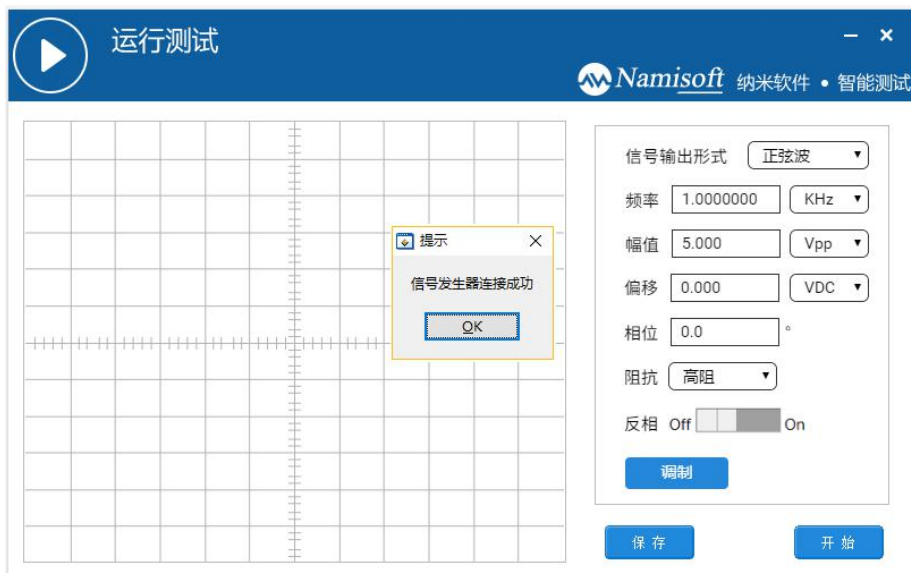 运行测试
Namisoft 纳米软件 • 智能测试
信号输出形式 正弦波
频率 1.0000000 KHz
幅值 5.000 Vpp
偏移 0.000 VDC
相位 0.0 °
阻抗 高阻
反相 Off On
调制
保存 开始
提示
信号发生器连接成功
OK